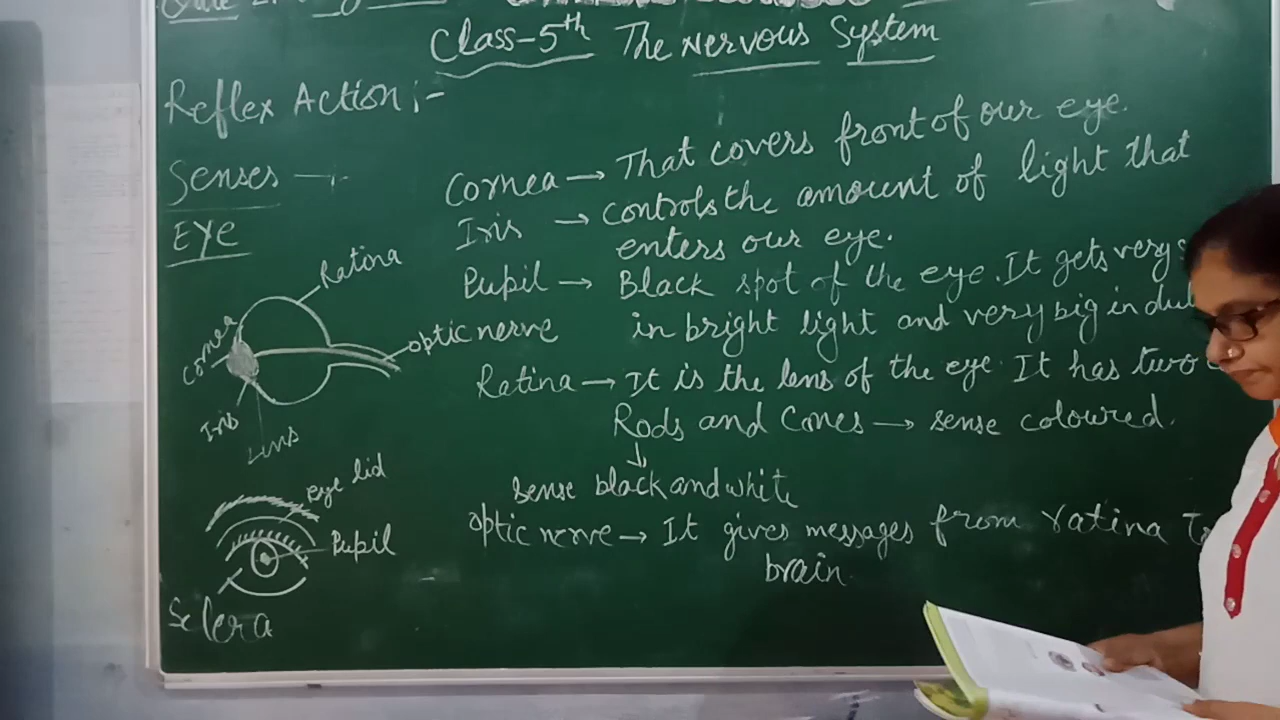 Class-5th The Nervous System
Reflex Action :-
Senses
EYE
Cornea → That covers front of our eye.
Iris → controls the amount of light that
enters our eye.
Pupil → Black spot of the eye. It gets very
in bright light and very big in
Ratina → It is the lens of the eye. It has two
Rods and Cones → sense coloured.
sense black and white
optic nerve → It gives messages from ratina
brain.
Ratina
Cornea
optic nerve
Iris
Lens
eye lid
Pupil
Sclera